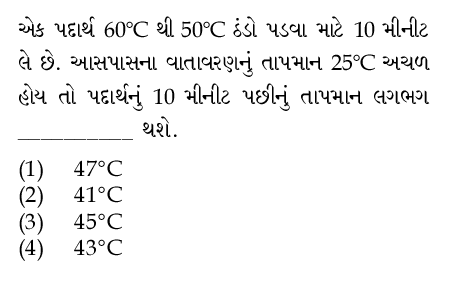 એક પદાર્થ 60°C થી 50°C ઠંડો પડવા માટે 10 મીનીટ
લે છે. આસપાસના વાતાવરણનું તાપમાન 25°C અચળ
હોય તો પદાર્થનું 10 મીનીટ પછીનું તાપમાન લગભગ
___________ થશે.
(1) 47°C
(2) 41°C
(3) 45°C
(4) 43°C